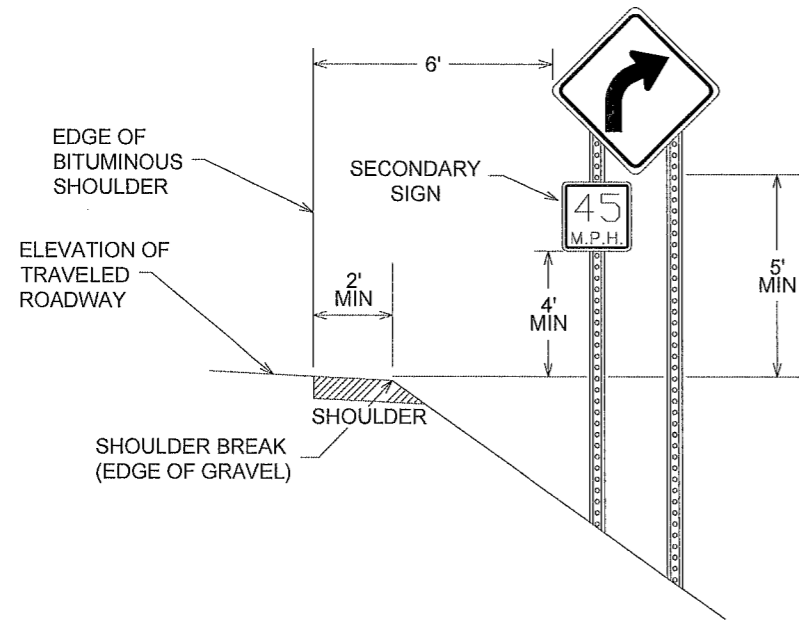 6'
EDGE OF
BITUMINOUS
SHOULDER
SECONDARY
SIGN
45
M.P.H.
ELEVATION OF
TRAVELED
ROADWAY
2'
MIN
4'
MIN
5'
MIN
SHOULDER
SHOULDER BREAK
(EDGE OF GRAVEL)